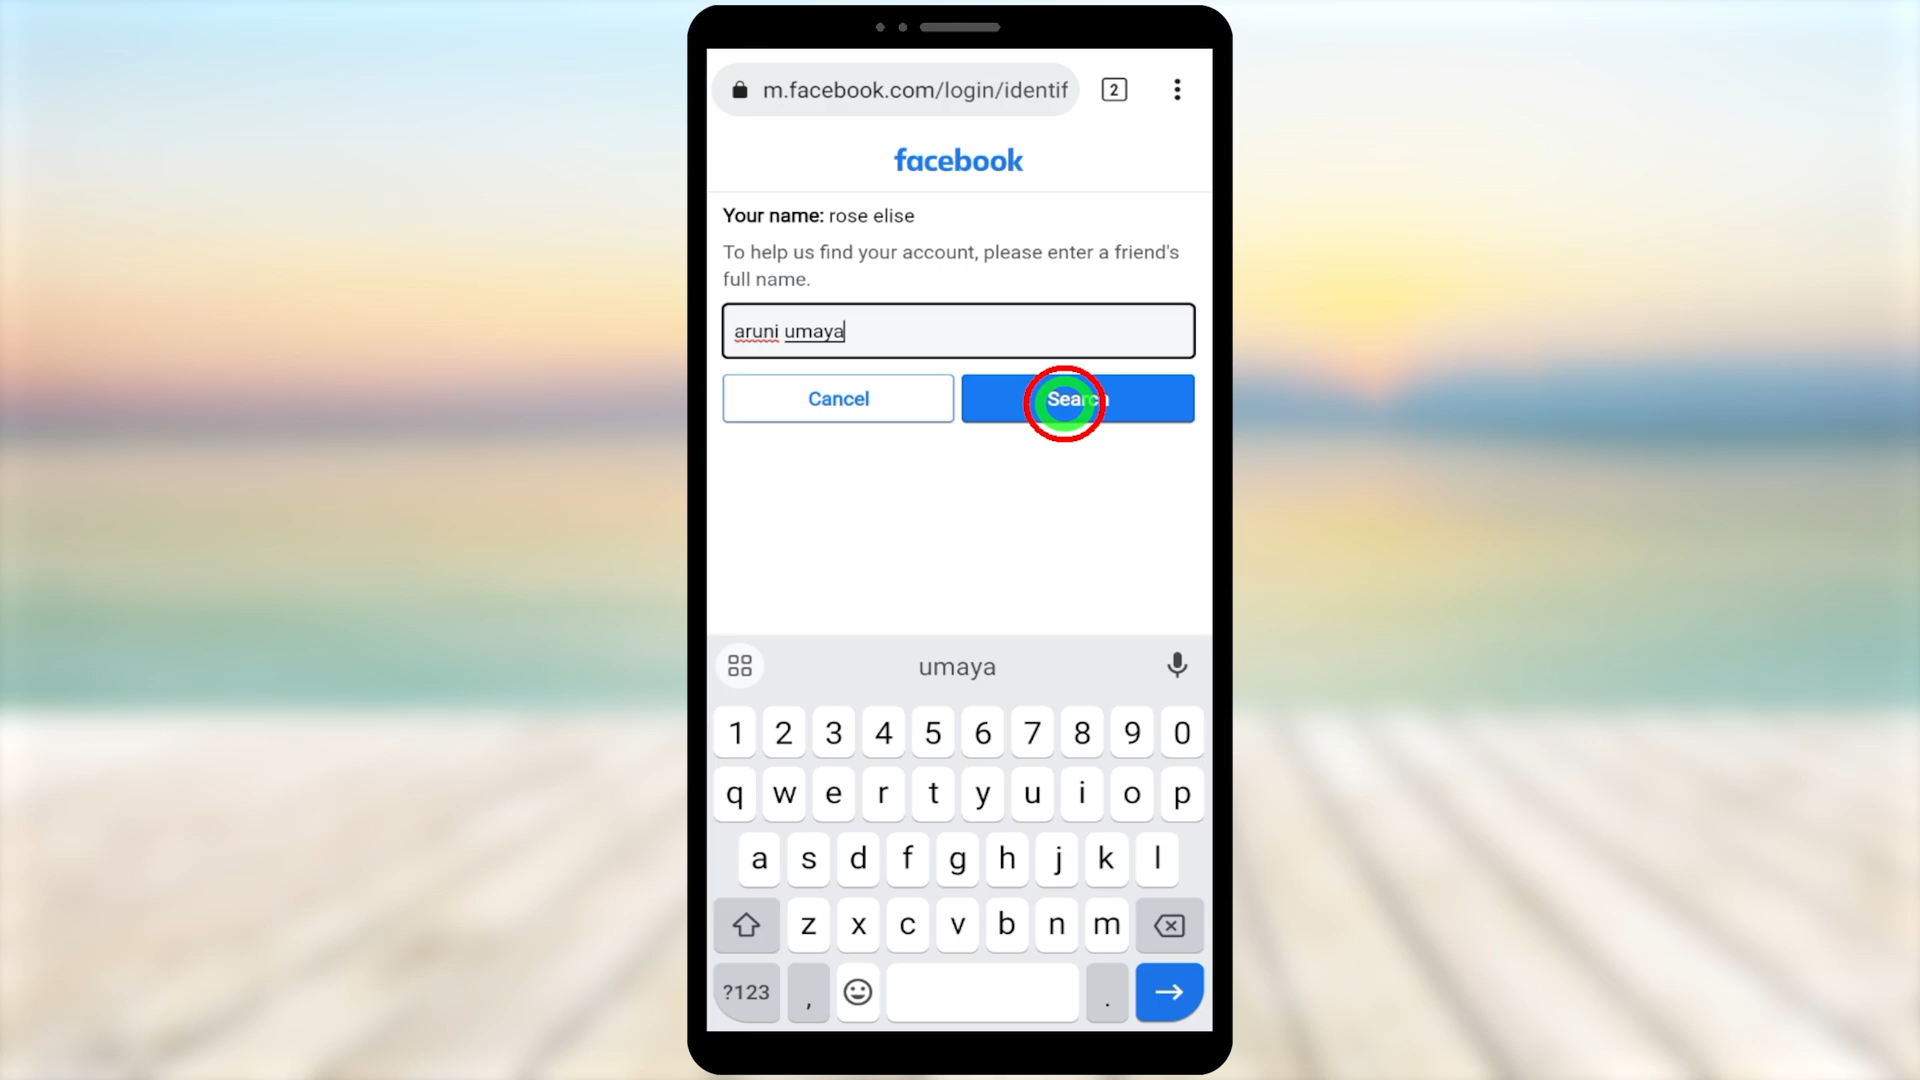 m.facebook.com/login/identif
2
facebook
Your name: rose elise
To help us find your account, please enter a friend's
full name.
aruni umaya
Cancel
Search
umaya
1 2 3 4 5 6 7 8 9 0
q w e r t y u i o p
a s d f g h j k l
z x c v b n m
?123 , .